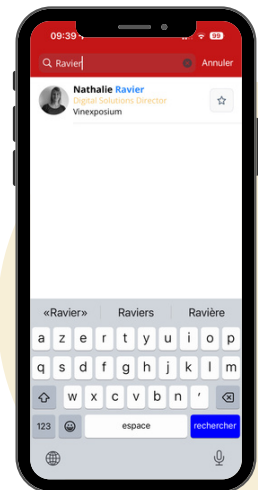 09:39
99
Ravier
Annuler
Nathalie Ravier
Digital Solutions Director
Vinexposium
«Ravier»
Raviers
Ravière
a z e r t y u i o p
q s d f g h j k l m
w x c v b n ’
123
espace
rechercher